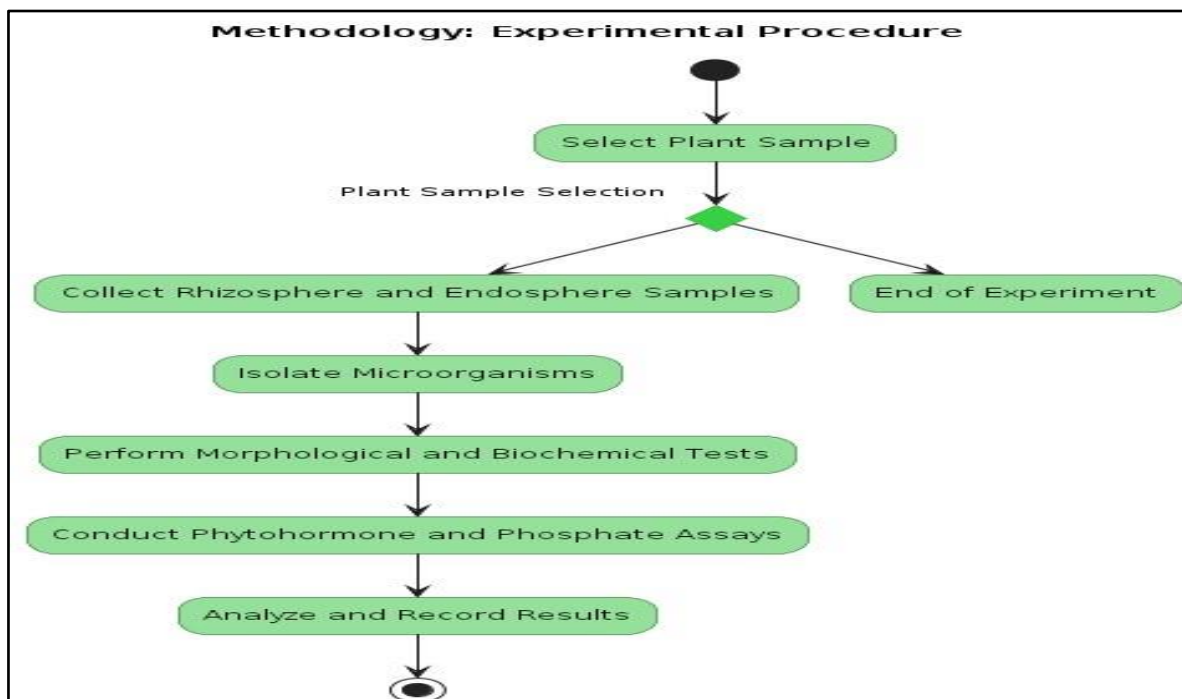 Methodology: Experimental Procedure
Select Plant Sample
Plant Sample Selection
Collect Rhizosphere and Endosphere Samples
End of Experiment
Isolate Microorganisms
Perform Morphological and Biochemical Tests
Conduct Phytohormone and Phosphate Assays
Analyze and Record Results